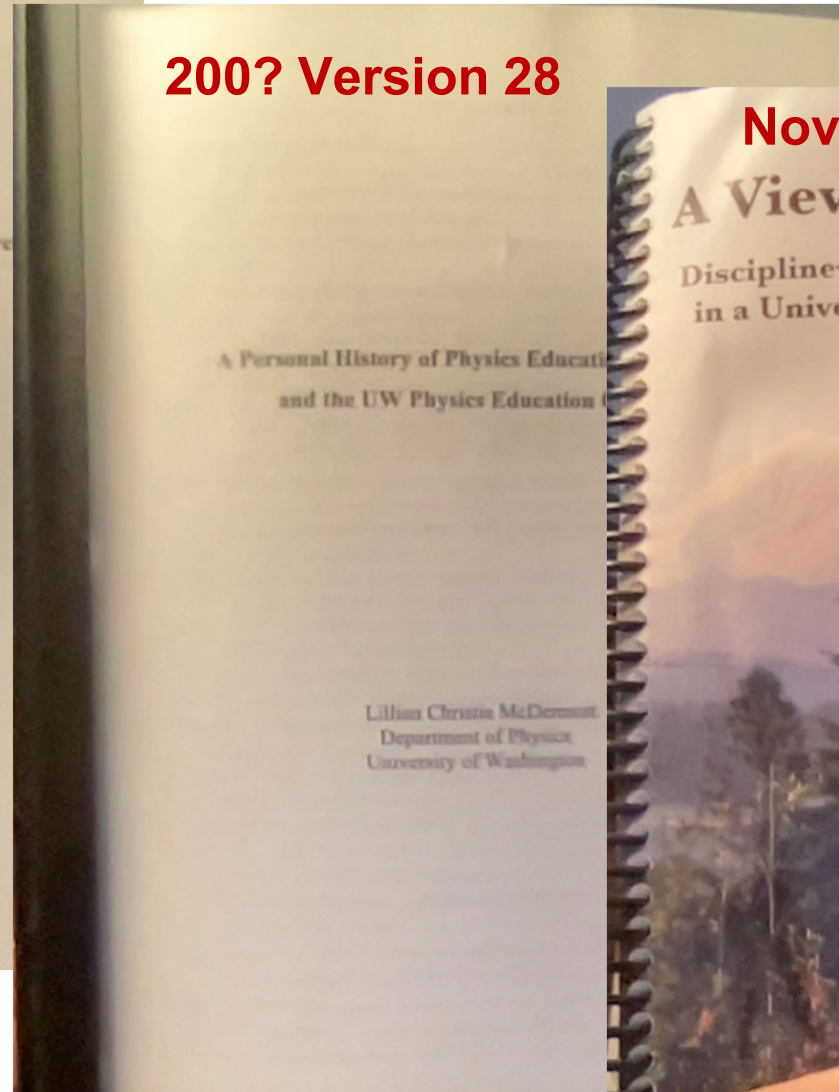 200? Version 28
Nov
A View
Discipline-
in a Unive
A Personal History of Physics Educati
and the UW Physics Education
Lillian Christie McDermott
Department of Physics
University of Washington